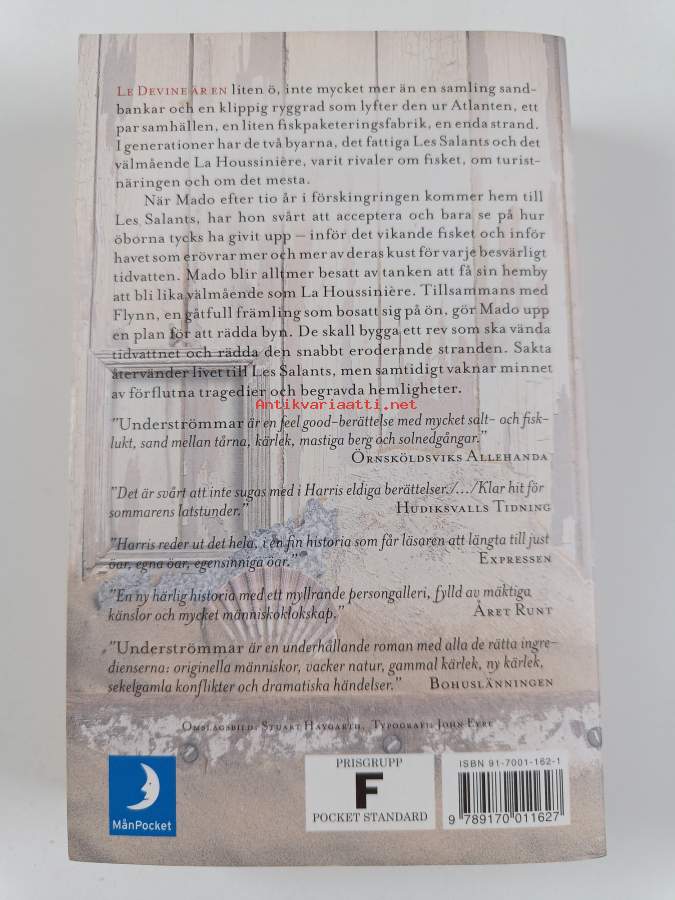 LE DEVINE ÄR EN liten ö, inte mycket mer än en samling sand-
bankar och en klippig ryggrad som lyfter den ur Atlanten, ett
par samhällen, en liten fiskpaketeringsfabrik, en enda strand.
I generationer har de två byarna, det fattiga Les Salants och det
välmående La Houssinière, varit rivaler om fisket, om turist-
näringen och om det mesta.
När Mado efter tio år i förskingringen kommer hem till
Les Salants, har hon svårt att acceptera och bara se på hur
öborna tycks ha givit upp – inför det vikande fisket och inför
havet som erövrar mer och mer av deras kust för varje besvärligt
tidvatten. Mado blir alltmer besatt av tanken att få sin hemby
att bli lika välmående som La Houssinière. Tillsammans med
Flynn, en gåtfull främling som bosatt sig på ön, gör Mado upp
en plan för att rädda byn. De skall bygga ett rev som ska vända
tidvattnet och rädda den snabbt eroderande stranden. Sakta
återvänder livet till Les Salants, men samtidigt vaknar minnet
av förflutna tragedier och begravda hemligheter.
Antikvariaatti.net
"Underströmmar är en feel good-berättelse med mycket salt- och fisk-
lukt, sand mellan tårna, kärlek, mastiga berg och solnedgångar."
ÖRNSKÖLDSVIKS ALLEHANDA
"Det är svårt att inte sugas med i Harris eldiga berättelser./.../Klar hit för
sommarens latstunder." HUDIKSVALLS TIDNING
"Harris reder ut det hela, i en fin historia som får läsaren att längta till just
öar, egna öar, egensinniga öar." EXPRESSEN
"En ny härlig historia med ett myllrande persongalleri, fylld av mäktiga
känslor och mycket människoklokskap." ÅRET RUNT
"Underströmmar är en underhållande roman med alla de rätta ingre-
dienserna: originella människor, vacker natur, gammal kärlek, ny kärlek,
sekelgamla konflikter och dramatiska händelser." BOHUSLÄNNINGEN
OMSLAGSBILD: STUART HAYGARTH. TYPOGRAFI: JOHN EYRE
MånPocket
PRISGRUPP
F
POCKET STANDARD
ISBN 91-7001-162-1
9 789170 011627